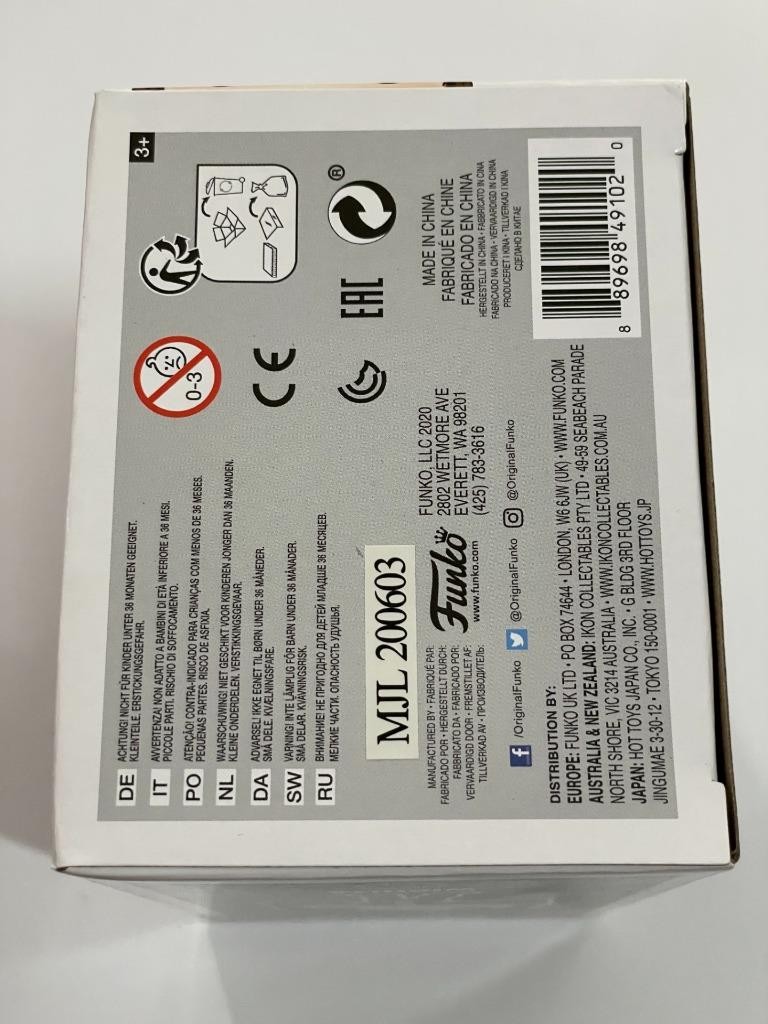 DE ACHTUNG! NICHT FÜR KINDER UNTER 36 MONATEN GEEIGNET.
KLEINTEILE. ERBSTICKUNGSGEFAHR.
IT AVVERTENZA! NON ADATTO A BAMBINI DI ETÀ INFERIORE A 36 MESI.
PICCOLE PARTI. RISCHIO DI SOFFOCAMENTO.
PO ATENÇÃO CONTRA-INDICADO PARA CRIANÇAS COM MENOS DE 36 MESES.
PEQUENAS PARTES. RISCO DE ASFIXIA.
NL WAARSCHUWING! NIET GESCHIKT VOOR KINDEREN JONGER DAN 36 MAANDEN.
KLEINE ONDERDELEN. VERSTIKKINGSGEVAAR.
DA ADVARSEL! IKKE EGNET TIL BØRN UNDER 36 MÅNEDER.
SMÅ DELE. KVÆLNINGSFARE.
SW VARNING! INTE LÄMPLIG FÖR BARN UNDER 36 MÅNADER.
SMÅ DELAR. KVÄVNINGSRISK.
RU ВНИМАНИЕ! НЕ ПРИГОДНО ДЛЯ ДЕТЕЙ МЛАДШЕ 36 МЕСЯЦЕВ.
МЕЛКИЕ ЧАСТИ. ОПАСНОСТЬ УДУШЬЯ.
3+
0-3
CE
EAC
®
MJL 200603
MANUFACTURED BY • FABRIQUÉ PAR:
FABRICADO POR • HERGESTELLT DURCH:
FABBRICATO DA • FABRICADO POR:
VERVAARDIGD DOOR • FREMSTILLET AF:
TILLVERKAD AV • ПРОИЗВОДИТЕЛЬ:
Funko
www.funko.com
FUNKO, LLC 2020
2802 WETMORE AVE
EVERETT, WA 98201
(425) 783-3616
MADE IN CHINA
FABRIQUÉ EN CHINE
FABRICADO EN CHINA
HERGESTELLT IN CHINA • FABBRICATO IN CINA
FABRICADO NA CHINA • VERVAARDIGD IN CHINA
PRODUCERET I KINA • TILLVERKAD I KINA
СДЕЛАНО В КИТАЕ
/OriginalFunko @OriginalFunko @OriginalFunko
DISTRIBUTION BY:
EUROPE: FUNKO UK LTD • PO BOX 74644 • LONDON, W6 6JW (UK) • WWW.FUNKO.COM
AUSTRALIA & NEW ZEALAND: IKON COLLECTABLES PTY LTD • 49-59 SEABEACH PARADE
NORTH SHORE, VIC 3214 AUSTRALIA • WWW.IKONCOLLECTABLES.COM.AU
JAPAN: HOT TOYS JAPAN CO., INC. • G BLDG 3RD FLOOR
JINGUMAE 3-30-12 • TOKYO 150-0001 • WWW.HOTTOYS.JP
8 89698 49102 0